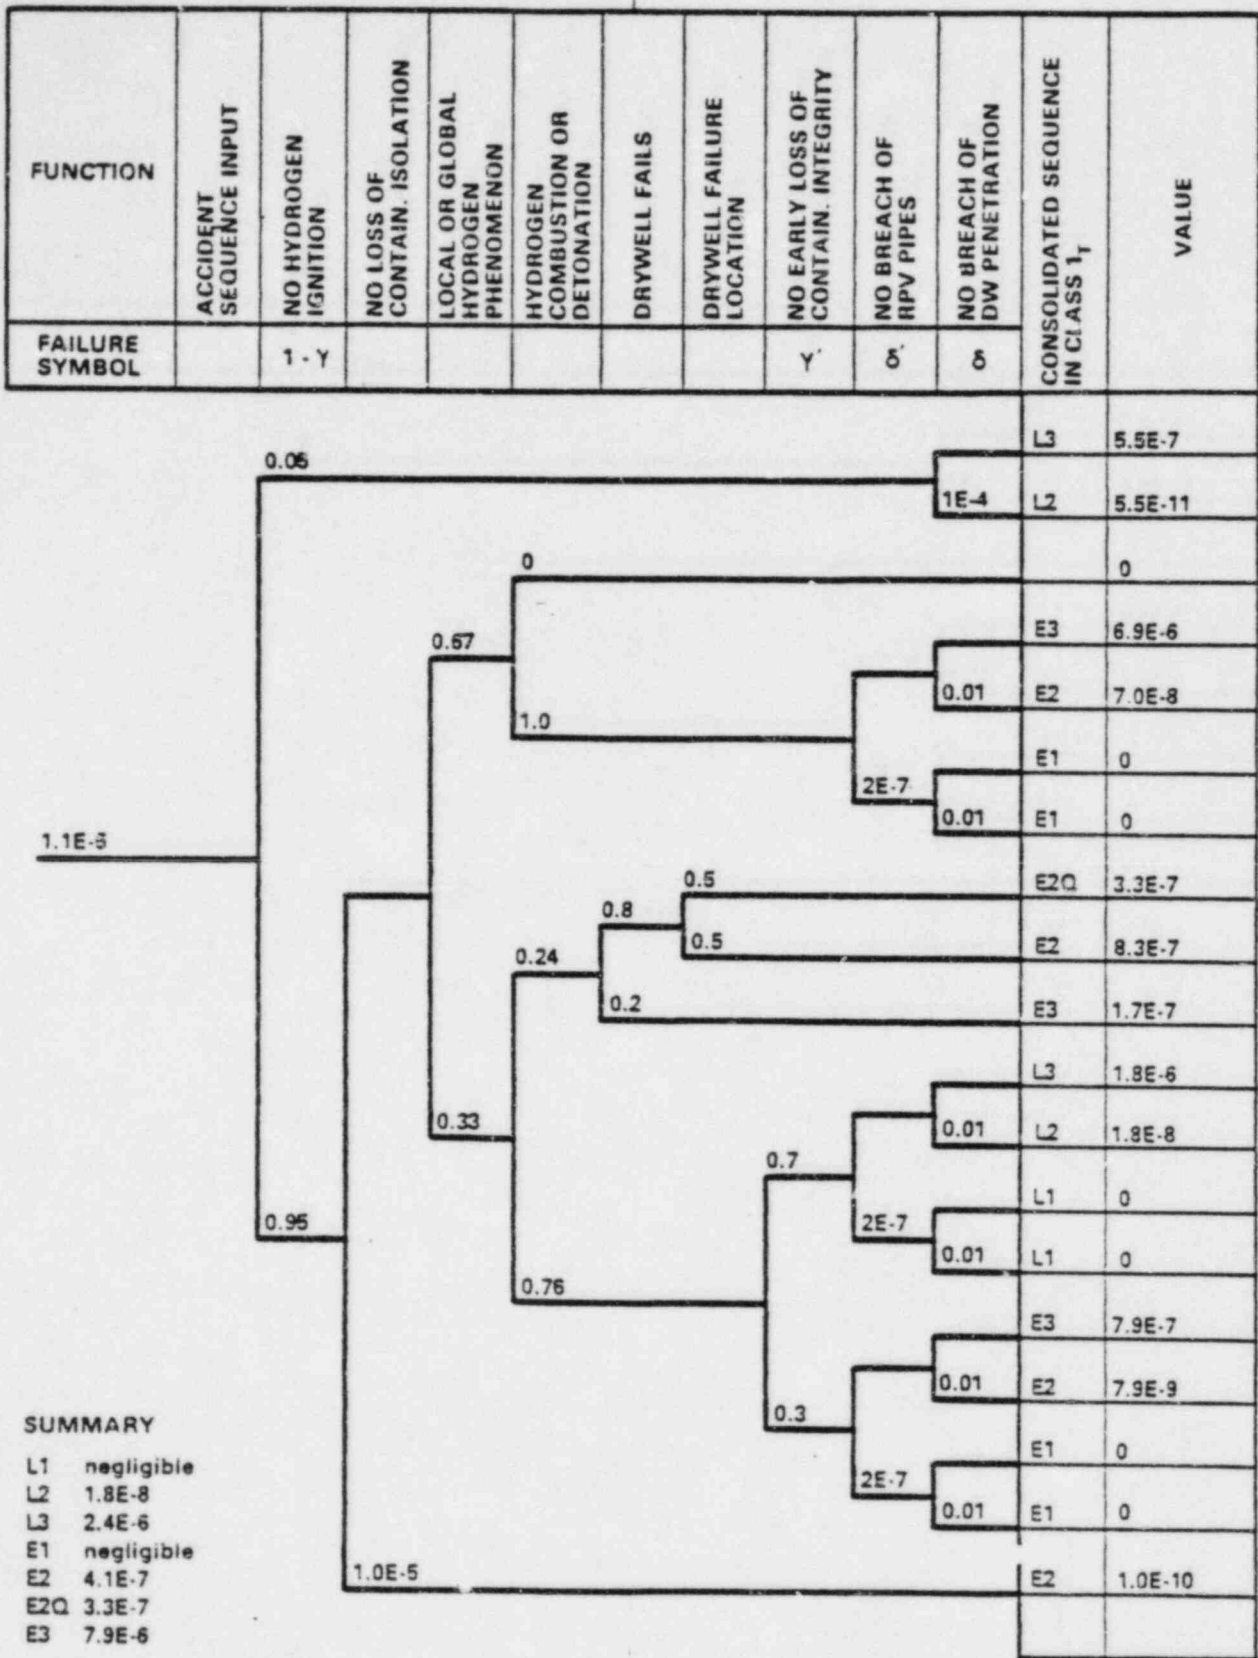 FUNCTION
ACCIDENT
SEQUENCE INPUT
NO HYDROGEN
IGNITION
NO LOSS OF
CONTAIN. ISOLATION
LOCAL OR GLOBAL
HYDROGEN
PHENOMENON
HYDROGEN
COMBUSTION OR
DETONATION
DRYWELL FAILS
DRYWELL FAILURE
LOCATION
NO EARLY LOSS OF
CONTAIN. INTEGRITY
NO BREACH OF
RPV PIPES
NO BREACH OF
DW PENETRATION
CONSOLIDATED SEQUENCE
IN CLASS 1T
VALUE
FAILURE
SYMBOL
1 - Y
Y'
δ'
δ
L3 5.5E-7
0.05
1E-4 L2 5.5E-11
0 0
E3 6.9E-6
0.67
0.01 E2 7.0E-8
1.0
E1 0
2E-7
0.01 E1 0
1.1E-5
0.5 E2Q 3.3E-7
0.8
0.5 E2 8.3E-7
0.24
0.2 E3 1.7E-7
L3 1.8E-6
0.33
0.01 L2 1.8E-8
0.7
L1 0
0.95
2E-7
0.01 L1 0
0.76
E3 7.9E-7
0.01 E2 7.9E-9
0.3
E1 0
2E-7
0.01 E1 0
1.0E-5 E2 1.0E-10
SUMMARY
L1 negligible
L2 1.8E-8
L3 2.4E-6
E1 negligible
E2 4.1E-7
E2Q 3.3E-7
E3 7.9E-6